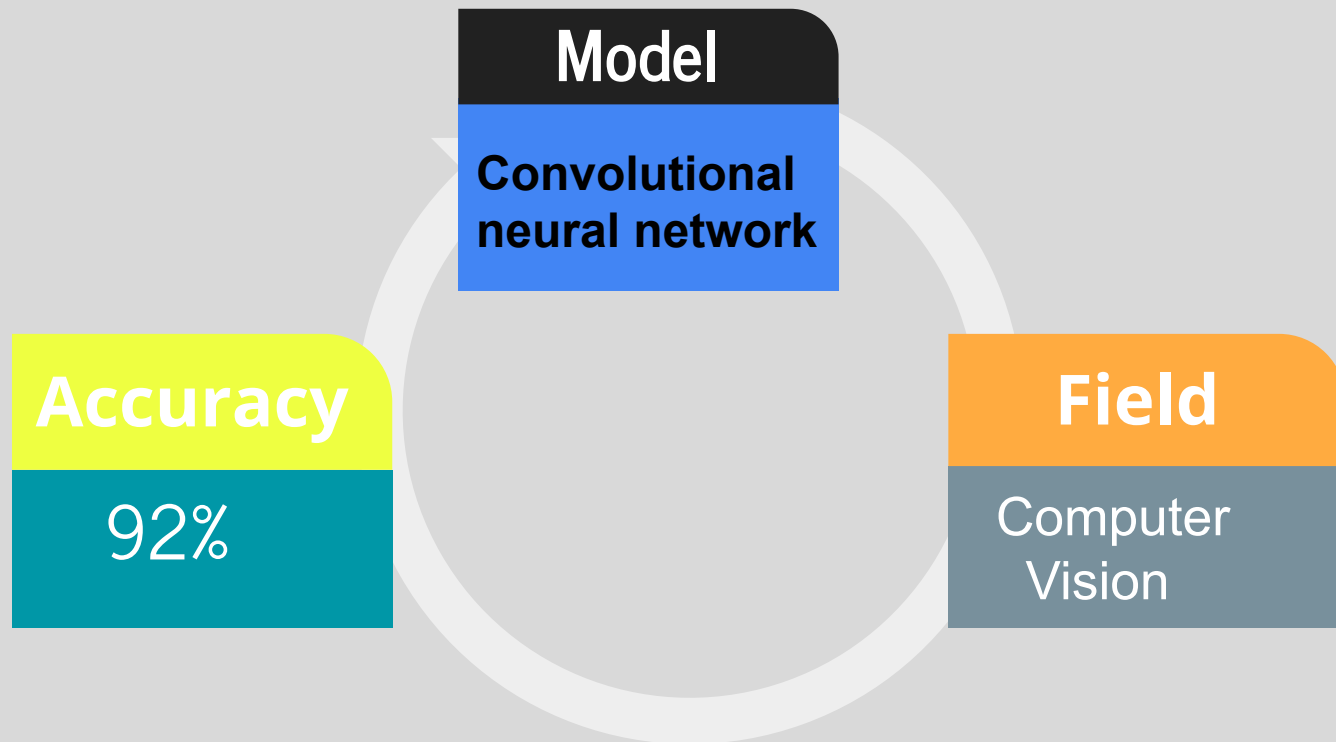 Model
Convolutional
neural network
Accuracy
92%
Field
Computer
Vision